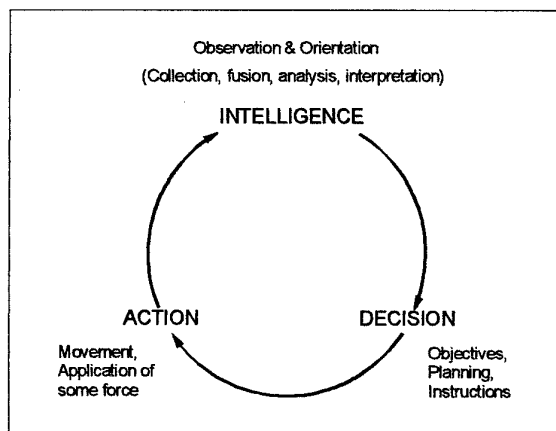 Observation & Orientation
(Collection, fusion, analysis, interpretation)
INTELLIGENCE
ACTION
DECISION
Movement,
Application of
some force
Objectives,
Planning,
Instructions